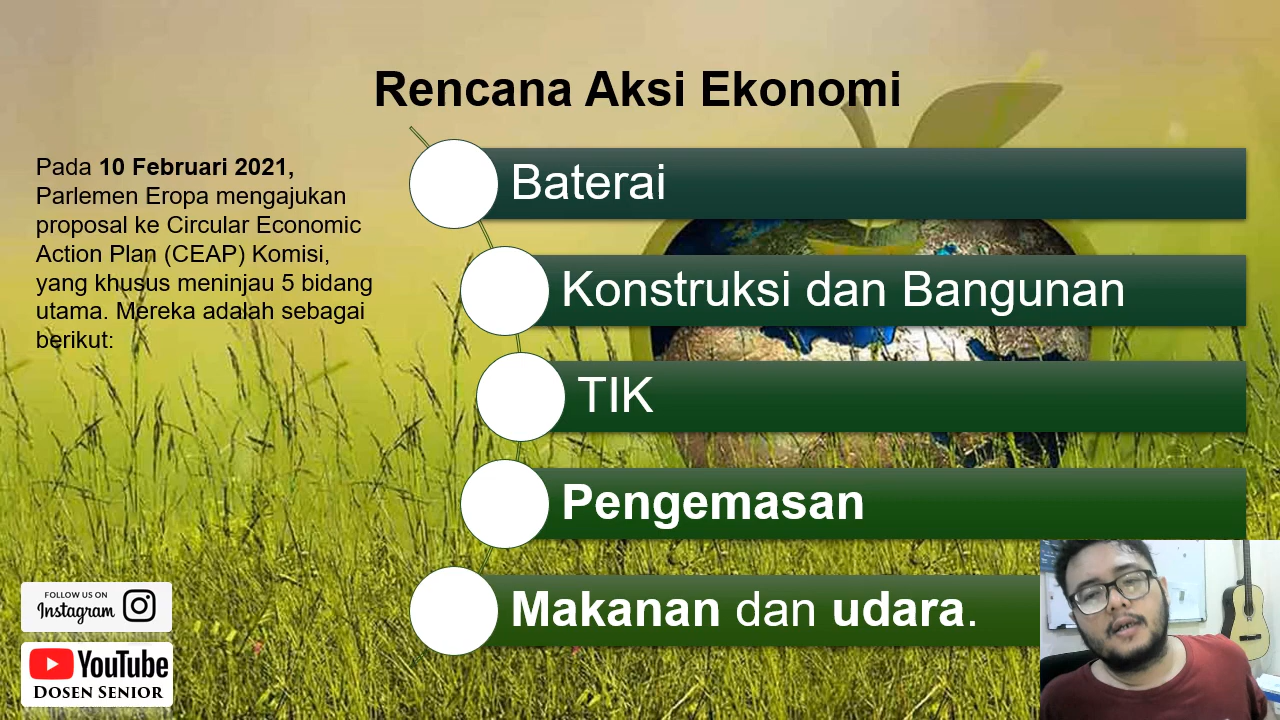 Rencana Aksi Ekonomi
Pada 10 Februari 2021,
Parlemen Eropa mengajukan
proposal ke Circular Economic
Action Plan (CEAP) Komisi,
yang khusus meninjau 5 bidang
utama. Mereka adalah sebagai
berikut:
Baterai
Konstruksi dan Bangunan
TIK
Pengemasan
Makanan dan udara.
FOLLOW US ON
Instagram
YouTube
DOSEN SENIOR